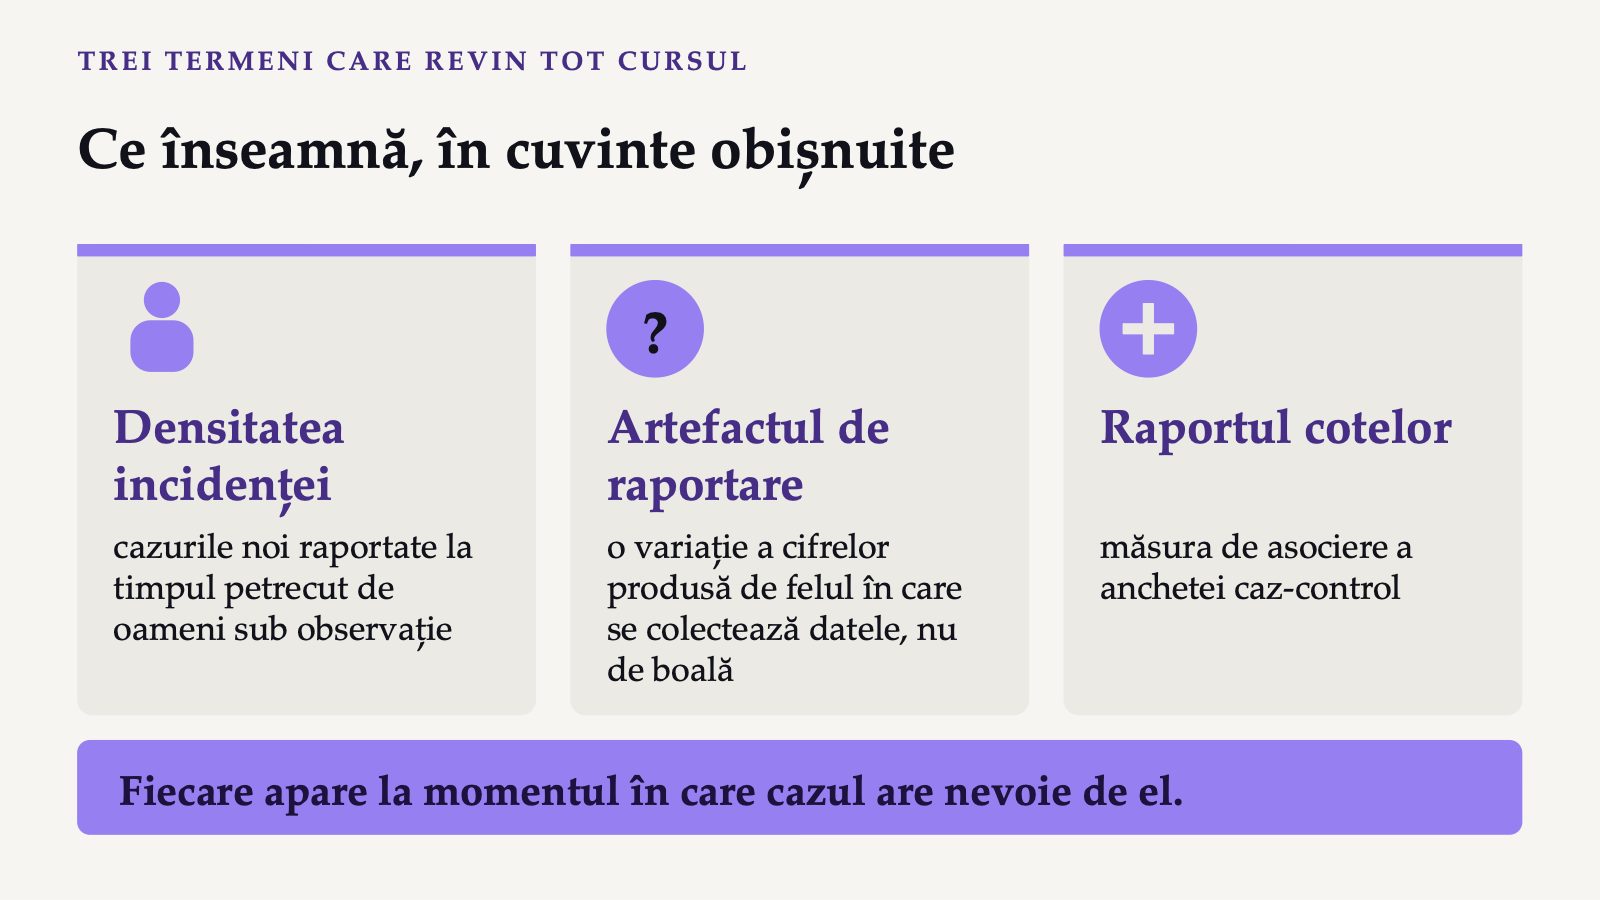 TREI TERMENI CARE REVIN TOT CURSUL
Ce înseamnă, în cuvinte obișnuite
Densitatea
incidenței
cazurile noi raportate la
timpul petrecut de
oameni sub observație
?
Artefactul de
raportare
o variație a cifrelor
produsă de felul în care
se colectează datele, nu
de boală
Raportul cotelor
măsura de asociere a
anchetei caz-control
Fiecare apare la momentul în care cazul are nevoie de el.